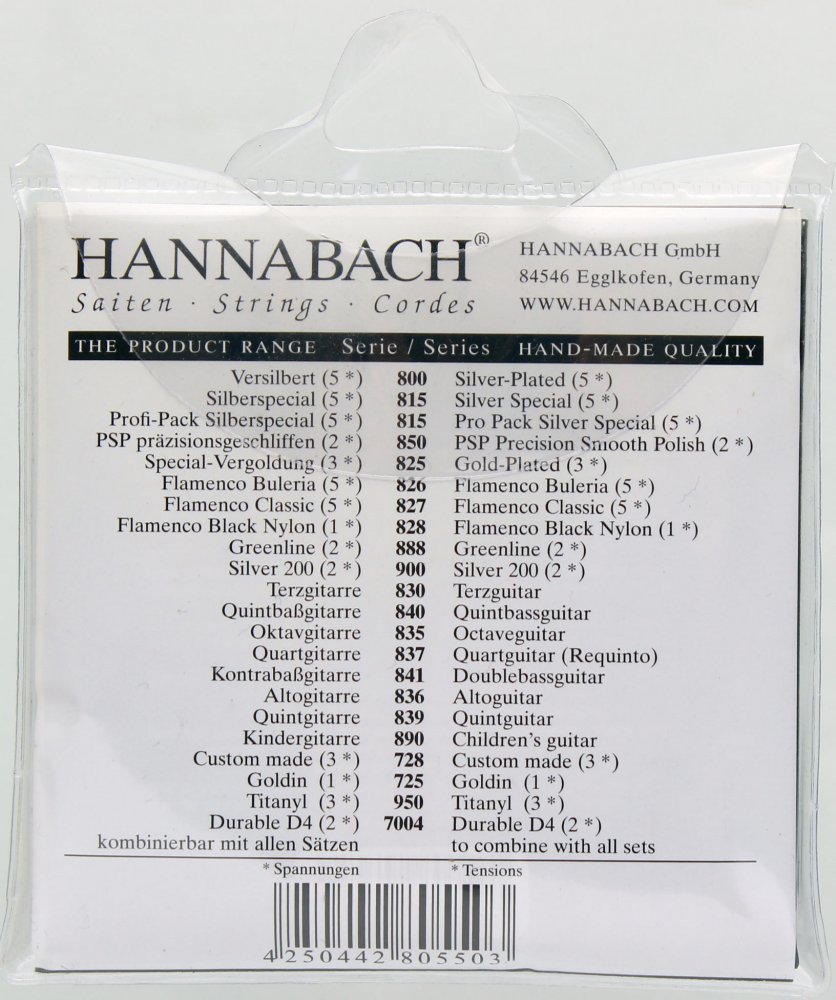 HANNABACH® HANNABACH GmbH
84546 Egglkofen, Germany
Saiten · Strings · Cordes WWW.HANNABACH.COM
THE PRODUCT RANGE Serie / Series HAND-MADE QUALITY
Versilbert (5 *) 800 Silver-Plated (5 *)
Silberspecial (5 *) 815 Silver Special (5 *)
Profi-Pack Silberspecial (5 *) 815 Pro Pack Silver Special (5 *)
PSP präzisionsgeschliffen (2 *) 850 PSP Precision Smooth Polish (2 *)
Special-Vergoldung (3 *) 825 Gold-Plated (3 *)
Flamenco Buleria (5 *) 826 Flamenco Buleria (5 *)
Flamenco Classic (5 *) 827 Flamenco Classic (5 *)
Flamenco Black Nylon (1 *) 828 Flamenco Black Nylon (1 *)
Greenline (2 *) 888 Greenline (2 *)
Silver 200 (2 *) 900 Silver 200 (2 *)
Terzgitarre 830 Terzguitar
Quintbaßgitarre 840 Quintbassguitar
Oktavgitarre 835 Octaveguitar
Quartgitarre 837 Quartguitar (Requinto)
Kontrabaßgitarre 841 Doublebassguitar
Altogitarre 836 Altoguitar
Quintgitarre 839 Quintguitar
Kindergitarre 890 Children's guitar
Custom made (3 *) 728 Custom made (3 *)
Goldin (1 *) 725 Goldin (1 *)
Titanyl (3 *) 950 Titanyl (3 *)
Durable D4 (2 *) 7004 Durable D4 (2 *)
kombinierbar mit allen Sätzen to combine with all sets
* Spannungen * Tensions
4 250442 805503